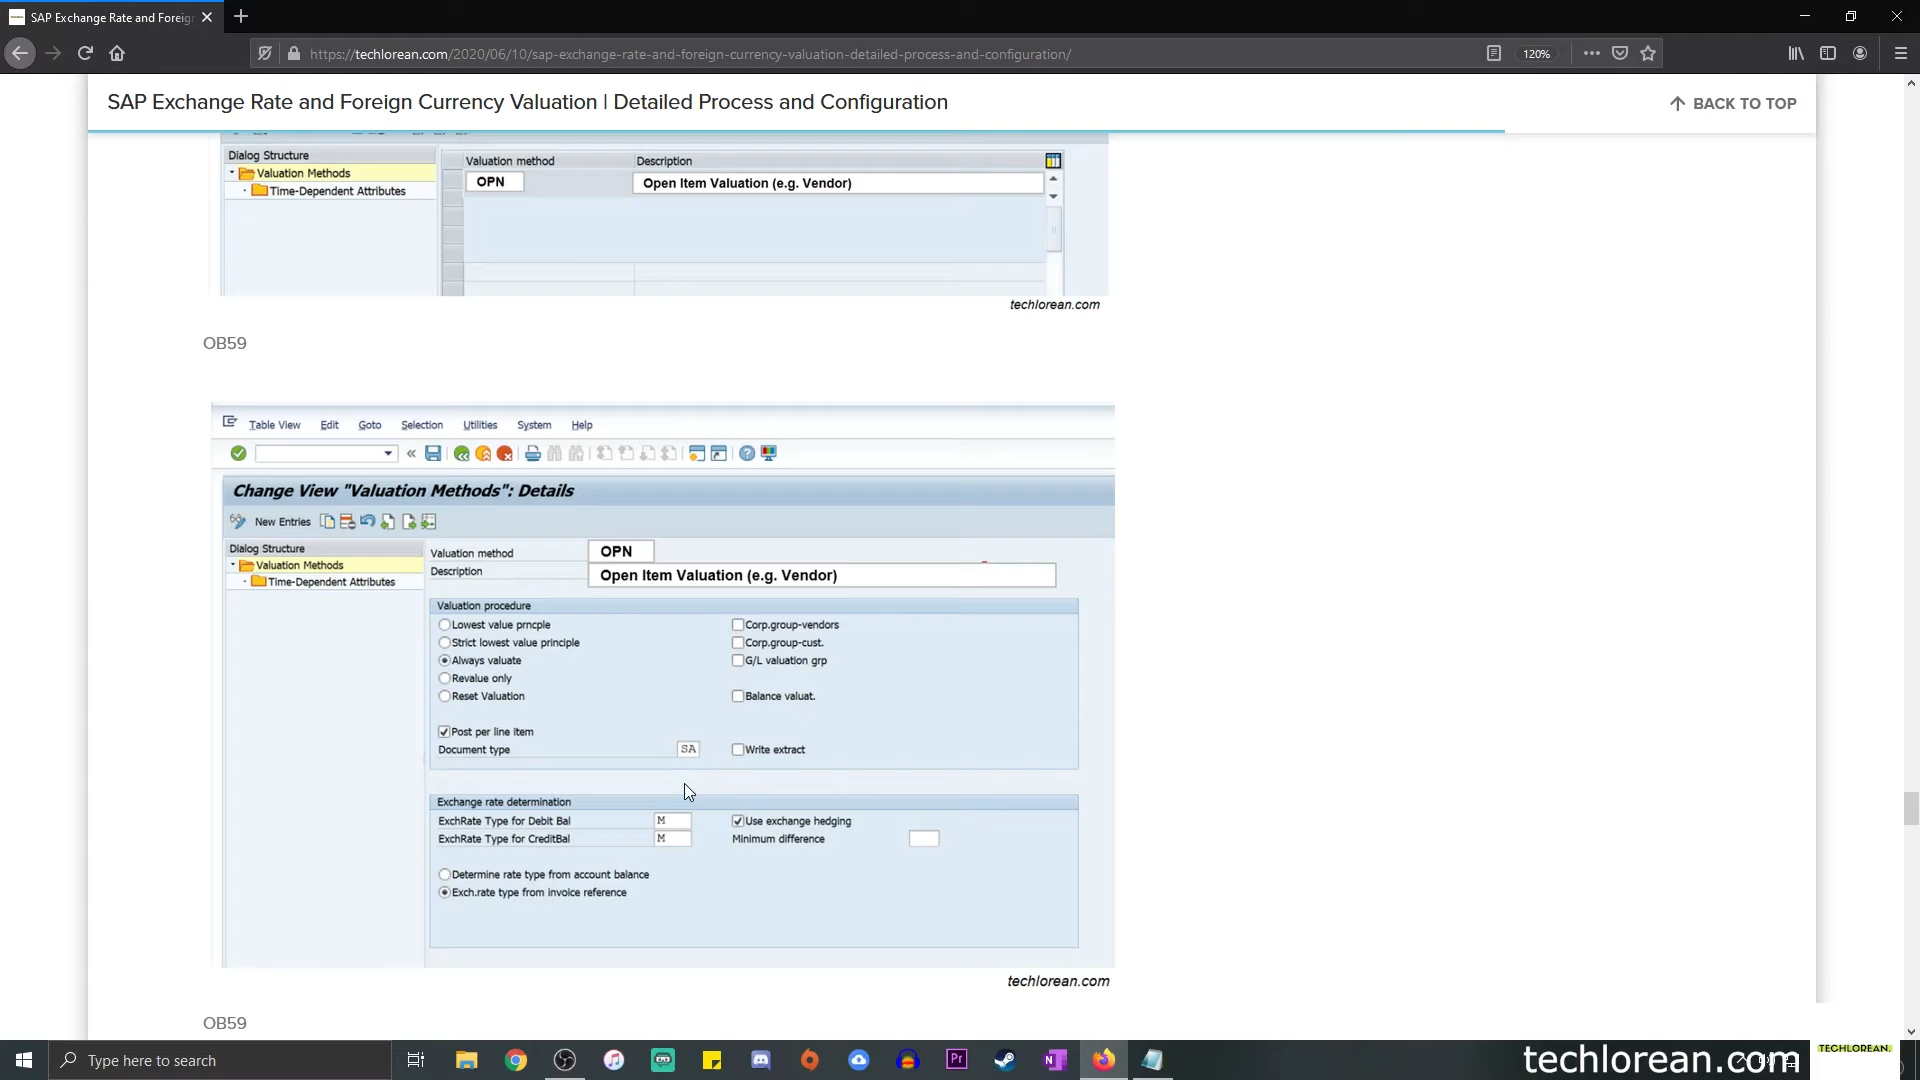 SAP Exchange Rate and Foreig
https://techlorean.com/2020/06/10/sap-exchange-rate-and-foreign-currency-valuation-detailed-process-and-configuration/
120%
SAP Exchange Rate and Foreign Currency Valuation | Detailed Process and Configuration
BACK TO TOP
Dialog Structure
Valuation Methods
Time-Dependent Attributes
Valuation method
Description
OPN
Open Item Valuation (e.g. Vendor)
techlorean.com
OB59
Table View
Edit
Goto
Selection
Utilities
System
Help
Change View "Valuation Methods": Details
New Entries
Dialog Structure
Valuation Methods
Time-Dependent Attributes
Valuation method
OPN
Description
Open Item Valuation (e.g. Vendor)
Valuation procedure
Lowest value prncple
Corp.group-vendors
Strict lowest value principle
Corp.group-cust.
Always valuate
G/L valuation grp
Revalue only
Reset Valuation
Balance valuat.
Post per line item
Document type
SA
Write extract
Exchange rate determination
ExchRate Type for Debit Bal
M
Use exchange hedging
ExchRate Type for CreditBal
M
Minimum difference
Determine rate type from account balance
Exch.rate type from invoice reference
techlorean.com
OB59
Type here to search
Pr
techlorean.com
TECHLOREAN.